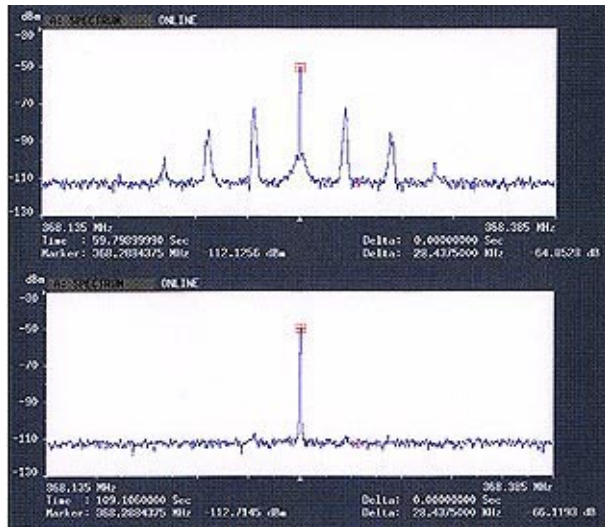 dBm A: SPECTRUM ONLINE
-30
-50
-70
-90
-110
-130
368.135 MHz 368.385 MHz
Time : 59.79899990 Sec Delta: 0.00000000 Sec
Marker: 368.2884375 MHz -112.1256 dBm Delta: 28.4375000 KHz -64.8528 dB
dBm A: SPECTRUM ONLINE
-30
-50
-70
-90
-110
-130
368.135 MHz 368.385 MHz
Time : 109.1060000 Sec Delta: 0.00000000 Sec
Marker: 368.2884375 MHz -112.7145 dBm Delta: 28.4375000 KHz -66.1193 dB